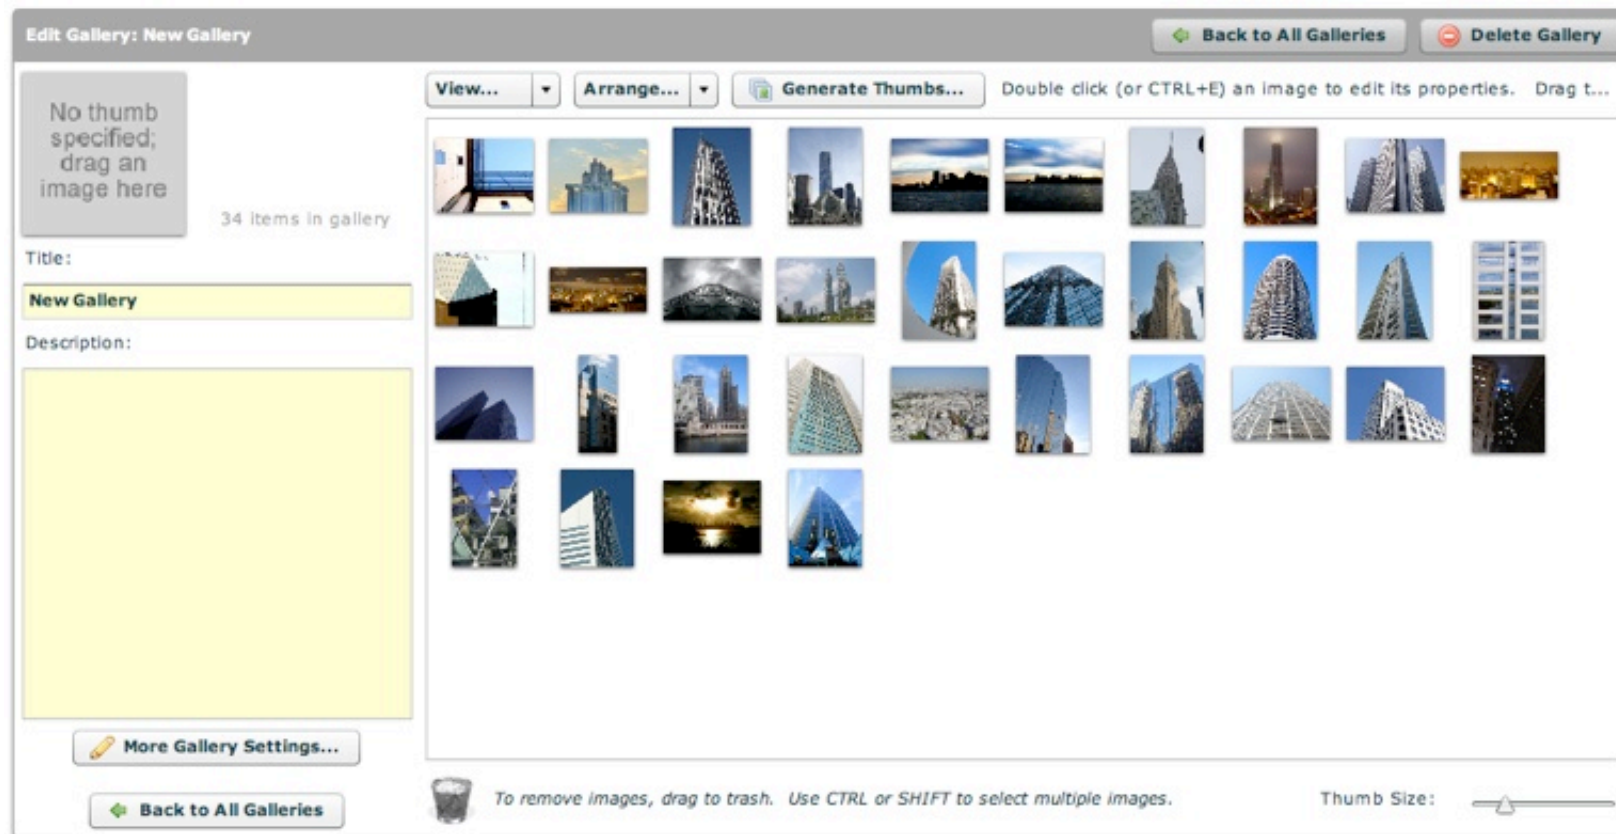 Edit Gallery: New Gallery
Back to All Galleries
Delete Gallery
No thumb
specified;
drag an
image here
34 items in gallery
Title:
New Gallery
Description:
More Gallery Settings...
Back to All Galleries
View...
Arrange...
Generate Thumbs...
Double click (or CTRL+E) an image to edit its properties. Drag t...
To remove images, drag to trash. Use CTRL or SHIFT to select multiple images.
Thumb Size: